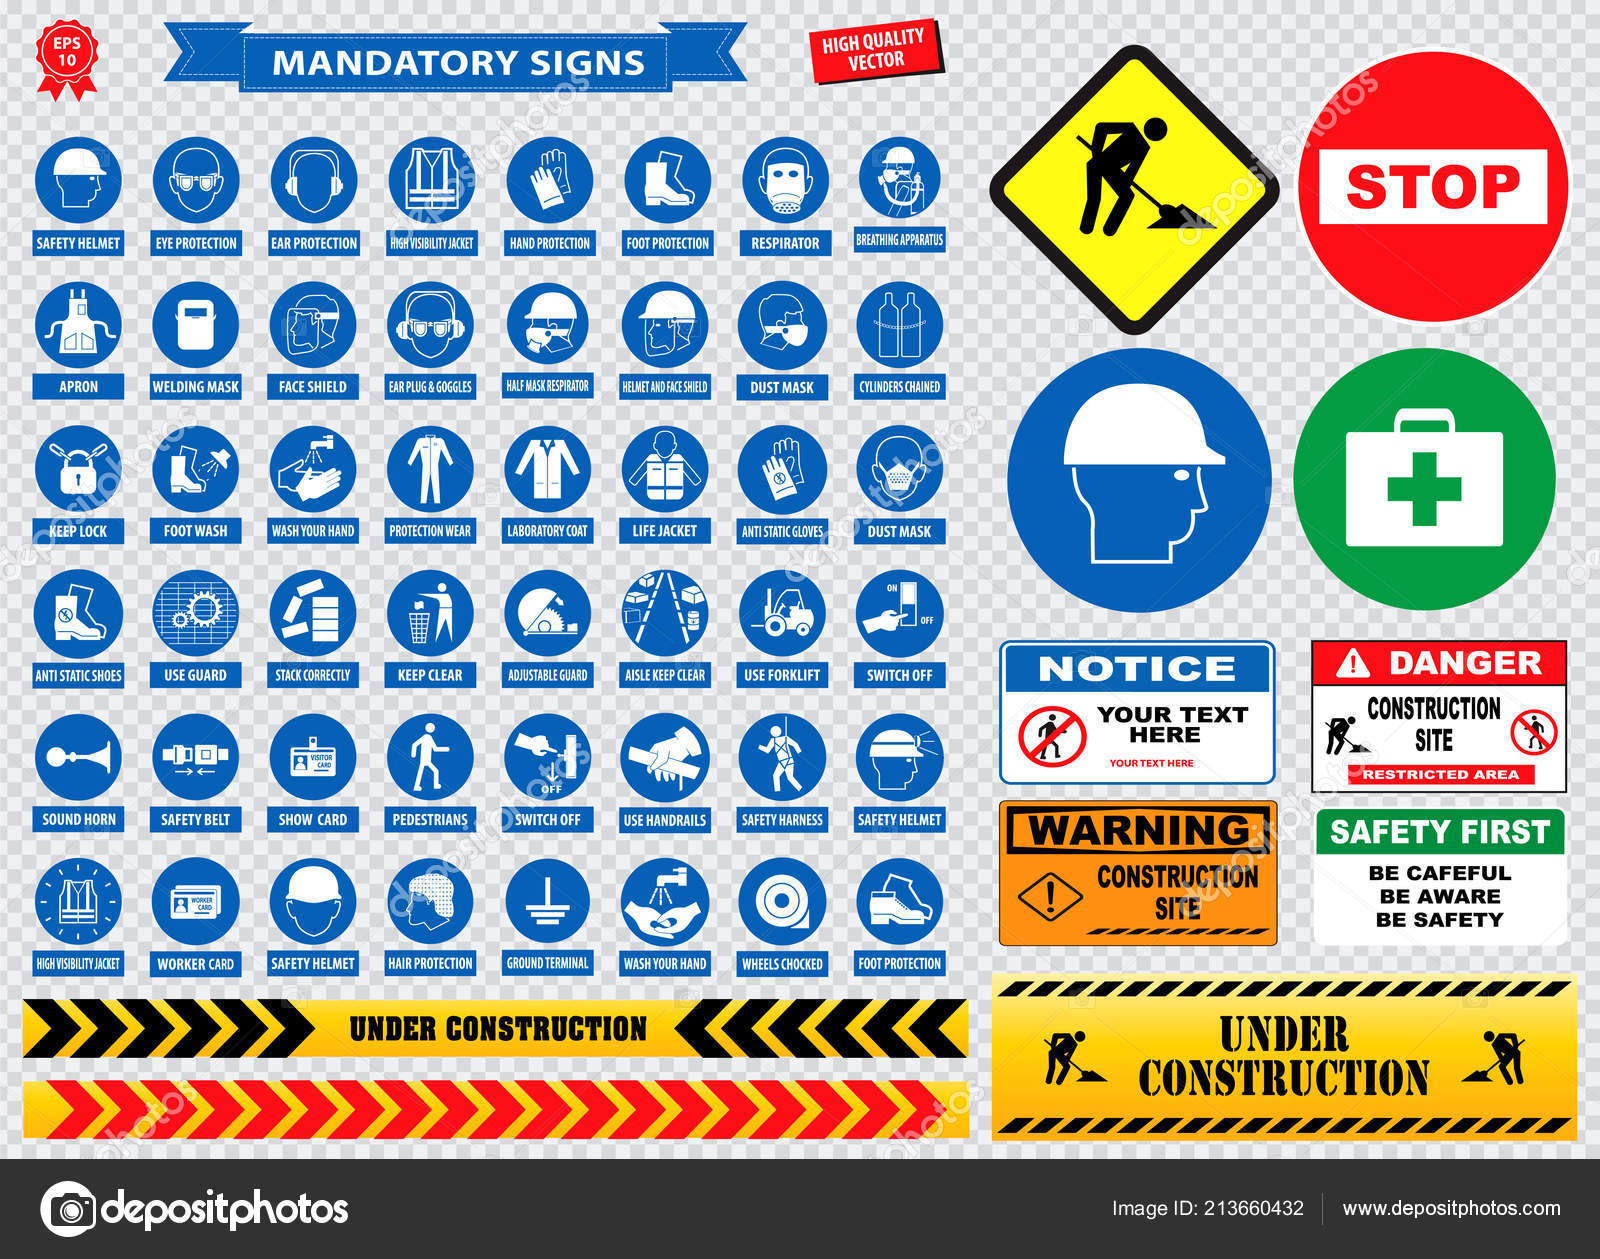 EPS
10
MANDATORY SIGNS
HIGH QUALITY
VECTOR
SAFETY HELMET
EYE PROTECTION
EAR PROTECTION
HIGH VISIBILITY JACKET
HAND PROTECTION
FOOT PROTECTION
RESPIRATOR
BREATHING APPARATUS
APRON
WELDING MASK
FACE SHIELD
EAR PLUG & GOGGLES
HALF MASK RESPIRATOR
HELMET AND FACE SHIELD
DUST MASK
CYLINDERS CHAINED
KEEP LOCK
FOOT WASH
WASH YOUR HAND
PROTECTION WEAR
LABORATORY COAT
LIFE JACKET
ANTI STATIC GLOVES
DUST MASK
ON
OFF
ANTI STATIC SHOES
USE GUARD
STACK CORRECTLY
KEEP CLEAR
ADJUSTABLE GUARD
AISLE KEEP CLEAR
USE FORKLIFT
SWITCH OFF
VISITOR
CARD
OFF
SOUND HORN
SAFETY BELT
SHOW CARD
PEDESTRIANS
SWITCH OFF
USE HANDRAILS
SAFETY HARNESS
SAFETY HELMET
WORKER
CARD
HIGH VISIBILITY JACKET
WORKER CARD
SAFETY HELMET
HAIR PROTECTION
GROUND TERMINAL
WASH YOUR HAND
WHEELS CHOCKED
FOOT PROTECTION
UNDER CONSTRUCTION
STOP
NOTICE
YOUR TEXT
HERE
YOUR TEXT HERE
DANGER
CONSTRUCTION
SITE
RESTRICTED AREA
WARNING
CONSTRUCTION
SITE
SAFETY FIRST
BE CAFEFUL
BE AWARE
BE SAFETY
UNDER
CONSTRUCTION
depositphotos
Image ID: 213660432
www.depositphotos.com